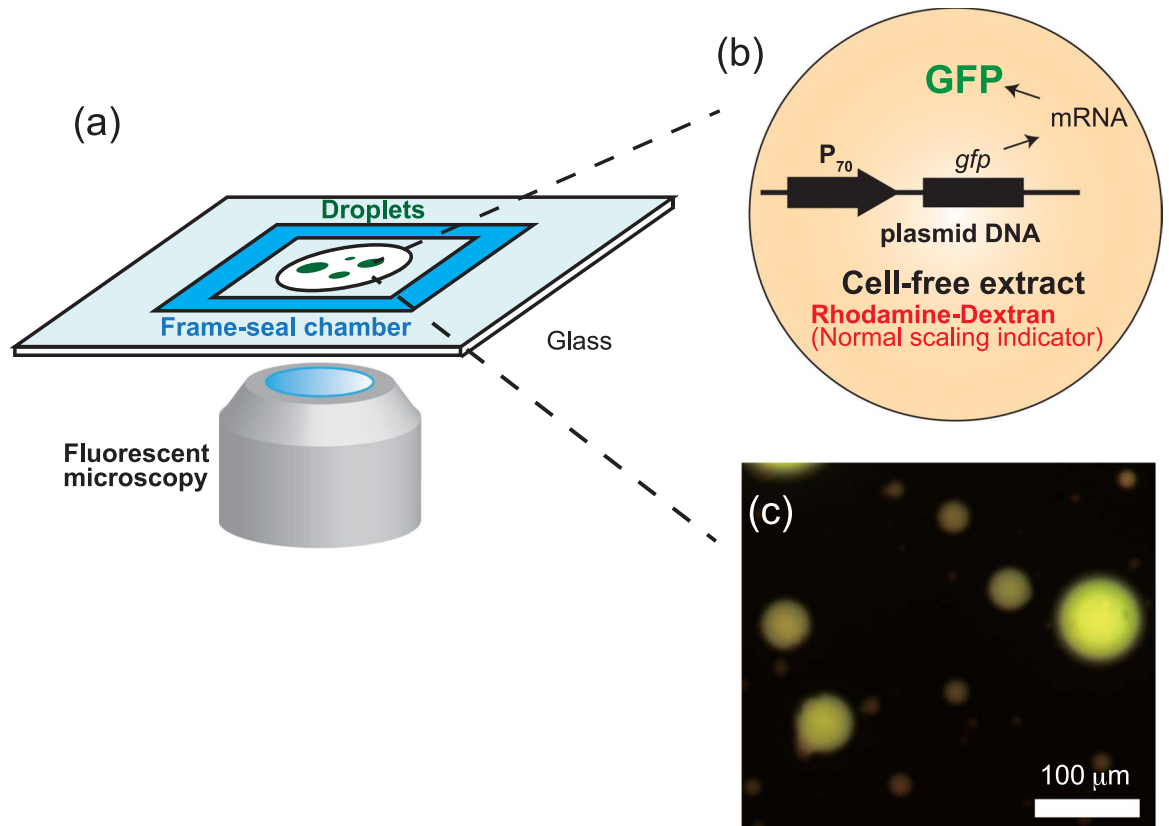 (a)
Droplets
Frame-seal chamber
Glass
Fluorescent
microscopy
(b)
GFP
mRNA
P70
gfp
plasmid DNA
Cell-free extract
Rhodamine-Dextran
(Normal scaling indicator)
(c)
100 μm